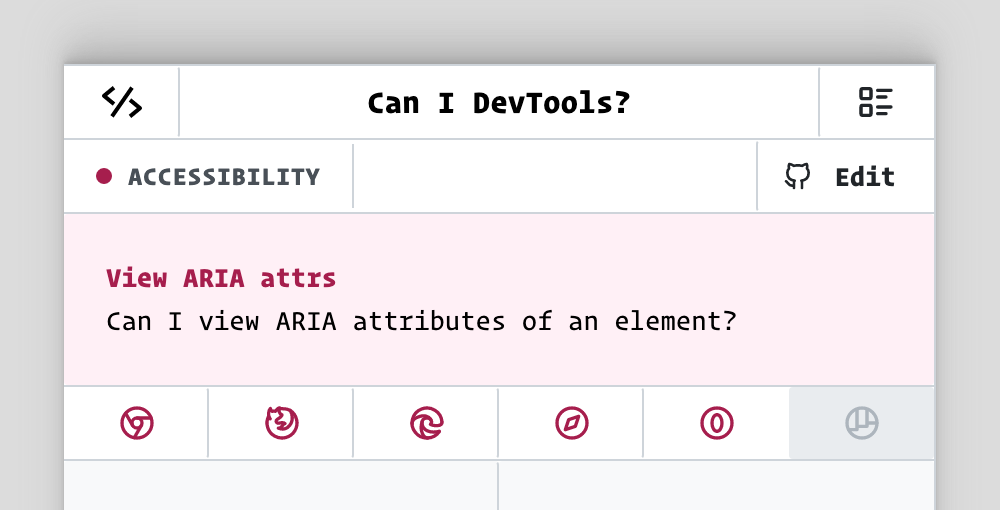 Can I DevTools?
ACCESSIBILITY
Edit
View ARIA attrs
Can I view ARIA attributes of an element?